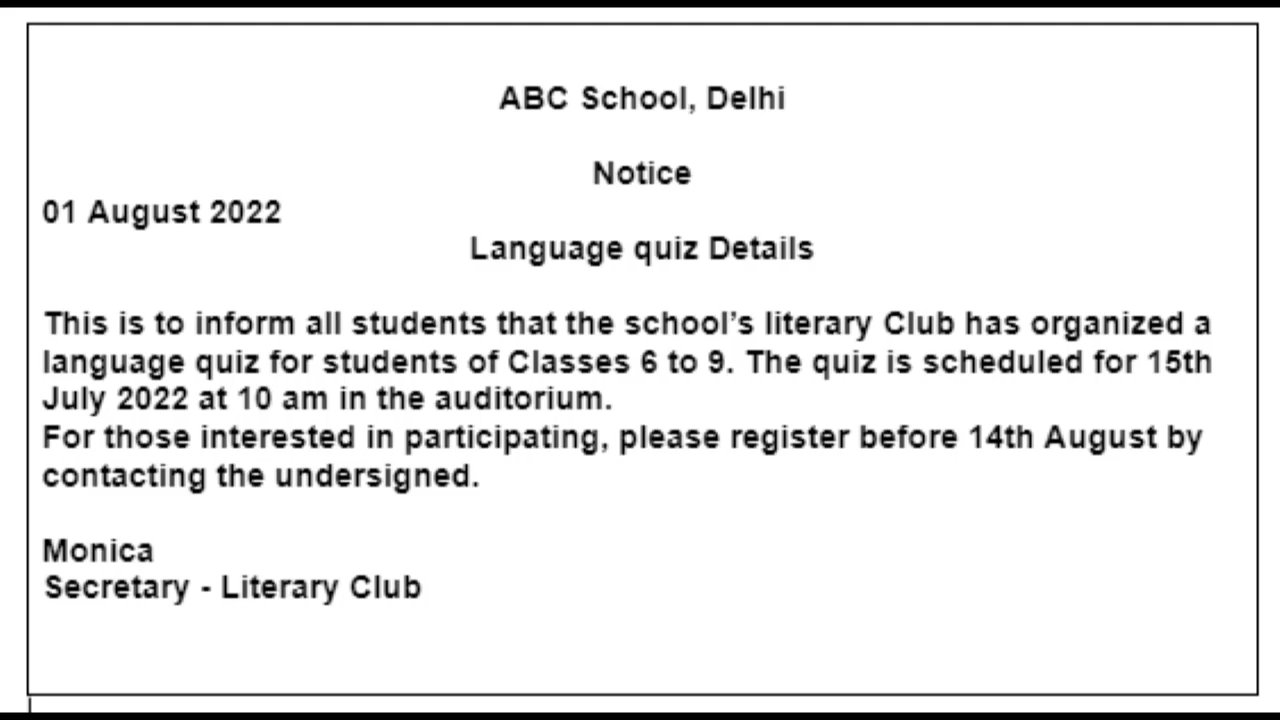 ABC School, Delhi
Notice
01 August 2022
Language quiz Details
This is to inform all students that the school's literary Club has organized a
language quiz for students of Classes 6 to 9. The quiz is scheduled for 15th
July 2022 at 10 am in the auditorium.
For those interested in participating, please register before 14th August by
contacting the undersigned.
Monica
Secretary - Literary Club